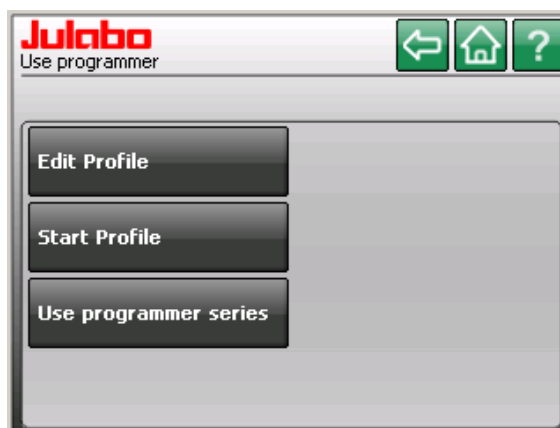 Julabo
Use programmer
?
Edit Profile
Start Profile
Use programmer series